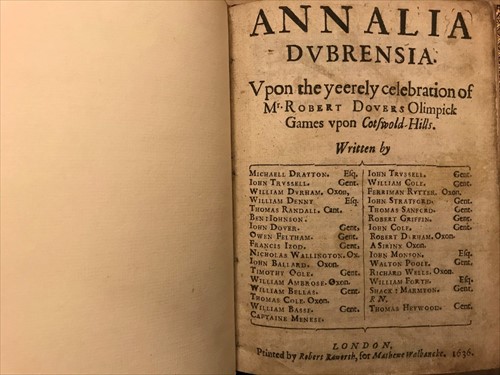 ANNALIA
DVBRENSIA.
Vpon the yeerely celebration of
Mr. ROBERT DOVERS Olimpick
Games vpon Cotswold-Hills.
Written by
MICHAELL DRAYTON. Esq.
IOHN TRVSSELL. Gent.
WILLIAM DVRHAM. Oxon.
WILLIAM DENNY Esq.
THOMAS RANDALL. Cant.
BEN IOHNSON.
IOHN DOVER. Gent.
OWEN FELTHAM. Gent.
FRANCIS IZOD. Gent.
NICHOLAS WALLINGTON. Ox.
IOHN BALLARD. Oxon.
TIMOTHY OGLE. Gent.
WILLIAM AMBROSE. Oxon.
WILLIAM BELLAS. Gent.
THOMAS COLE. Oxon.
WILLIAM BASSE. Gent.
CAPTAINE MENESE.
IOHN TRVSSELL. Gent.
WILLIAM COLE. Gent.
FERRIMAN RVTTER. Oxon.
IOHN STRATFORD. Gent.
THOMAS SANFORD. Gent.
ROBERT GRIFFIN. Gent.
IOHN COLE. Gent.
ROBERT DVRHAM. Oxon.
A SIRINX Oxon.
IOHN MONSON. Esq.
WALTON POOLE. Gent.
RICHARD WELLS. Oxon.
WILLIAM FORTH. Esq.
SHACK: MARMYON. Gent.
R. N.
THOMAS HEYWOOD. Gent.
LONDON,
Printed by Robert Raworth, for Mathewe Walbancke. 1636.